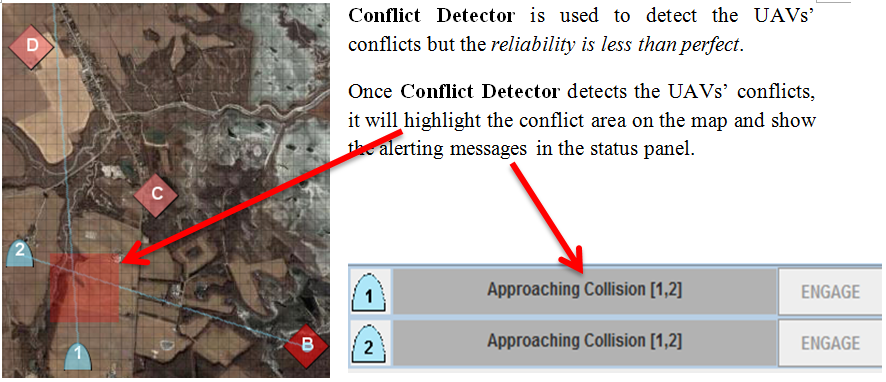 Conflict Detector is used to detect the UAVs'
conflicts but the reliability is less than perfect.
Once Conflict Detector detects the UAVs' conflicts,
it will highlight the conflict area on the map and show
the alerting messages in the status panel.
D
C
2
1
B
1 Approaching Collision [1,2] ENGAGE
2 Approaching Collision [1,2] ENGAGE